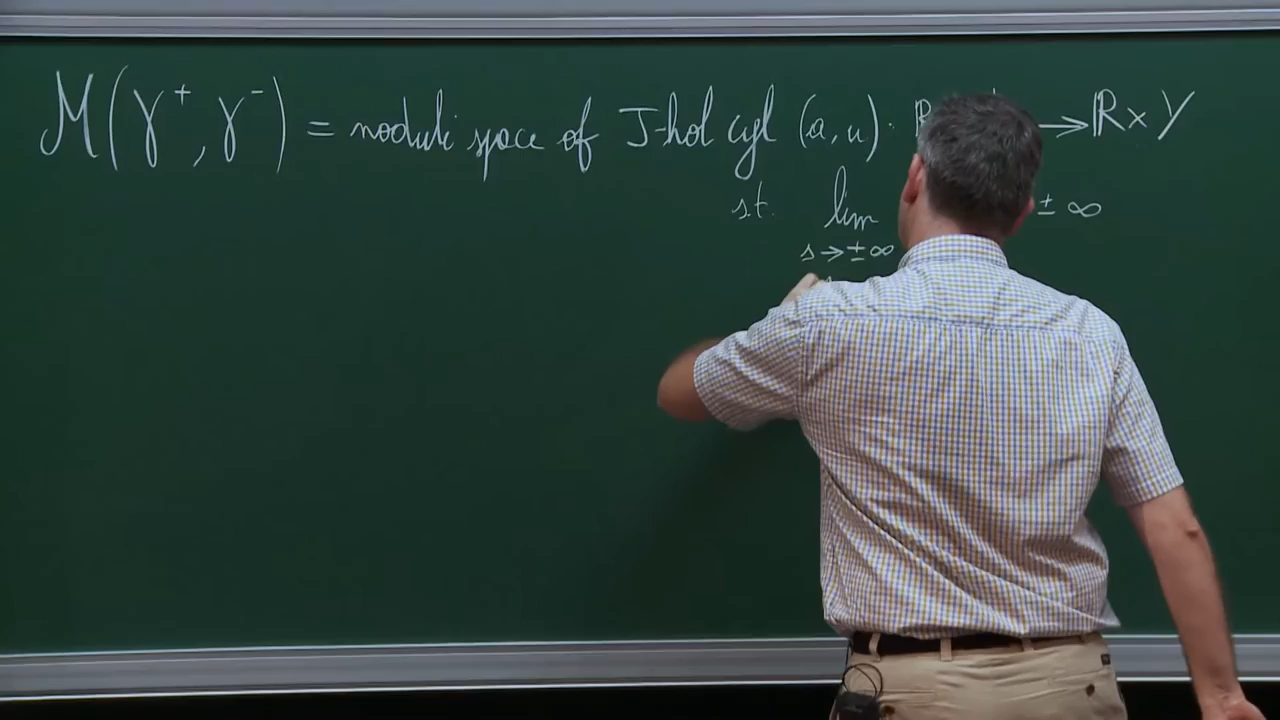 M(γ⁺, γ⁻) = moduli space of J-hol cyl (a, u): ℝ → ℝ × Y
s.t. lim ± ∞
s → ± ∞